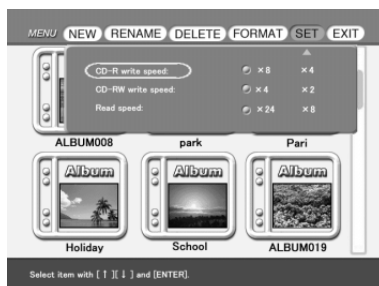 MENU NEW RENAME DELETE FORMAT SET EXIT
CD-R write speed: ×8 ×4
CD-RW write speed: ×4 ×2
Read speed: ×24 ×8
ALBUM008 park Pari
Album Album Album
Holiday School ALBUM019
Select item with [ ↑ ][ ↓ ] and [ENTER].